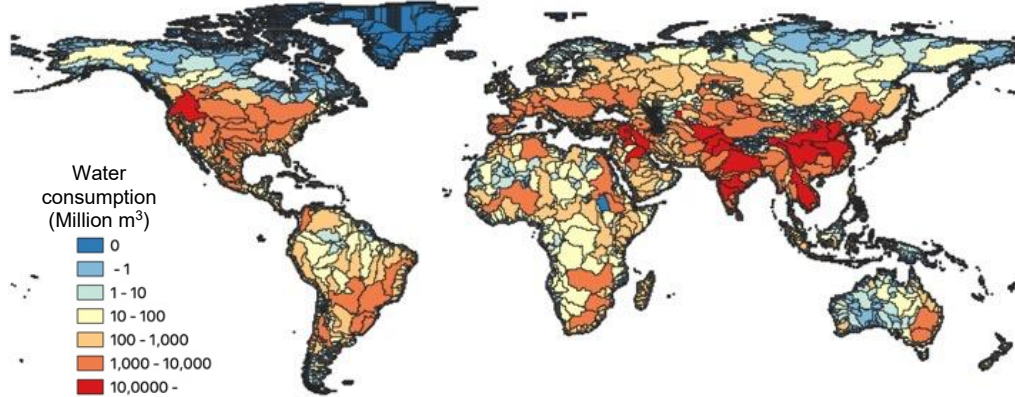 Water
consumption
(Million m³)
0
- 1
1 - 10
10 - 100
100 - 1,000
1,000 - 10,000
10,0000 -